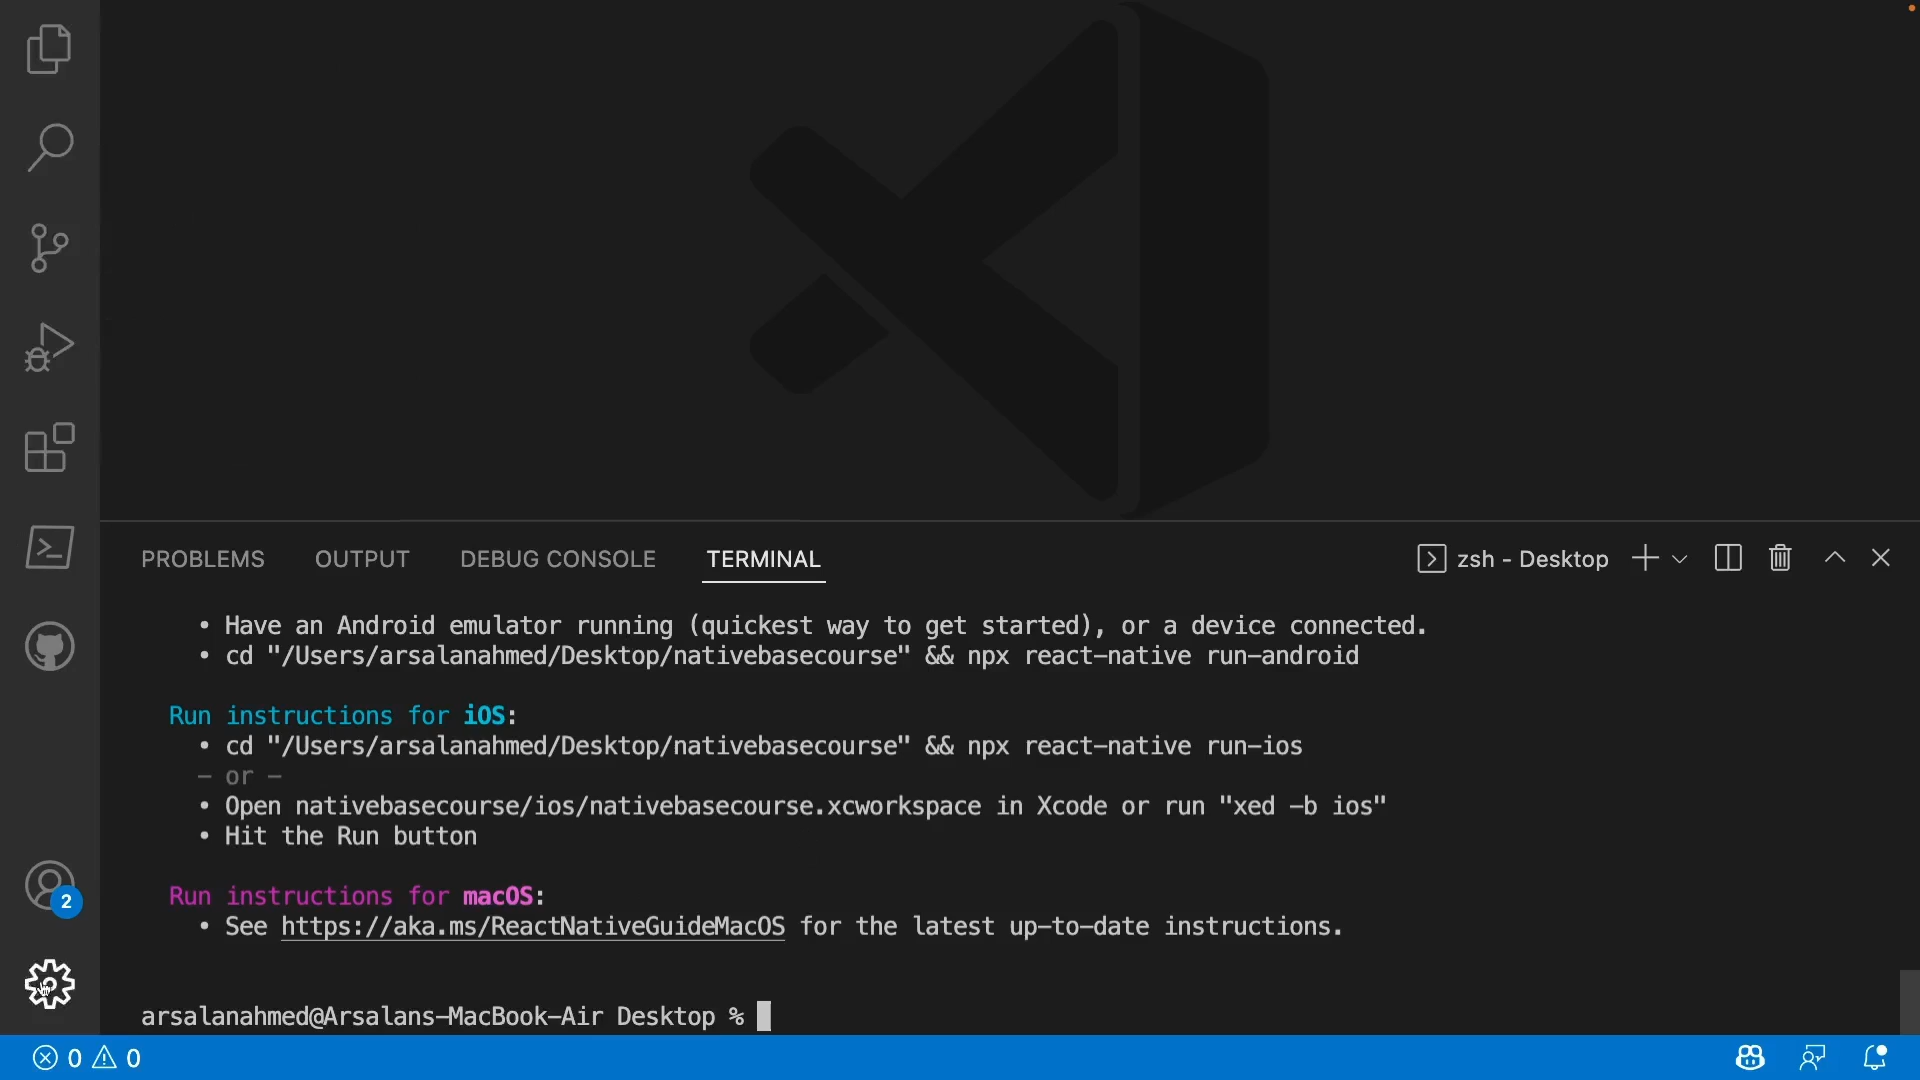 PROBLEMS OUTPUT DEBUG CONSOLE TERMINAL zsh - Desktop
• Have an Android emulator running (quickest way to get started), or a device connected.
• cd "/Users/arsalanahmed/Desktop/nativebasecourse" && npx react-native run-android
Run instructions for iOS:
• cd "/Users/arsalanahmed/Desktop/nativebasecourse" && npx react-native run-ios
- or -
• Open nativebasecourse/ios/nativebasecourse.xcworkspace in Xcode or run "xed -b ios"
• Hit the Run button
Run instructions for macOS:
• See https://aka.ms/ReactNativeGuideMacOS for the latest up-to-date instructions.
2
arsalanahmed@Arsalans-MacBook-Air Desktop %
0 0